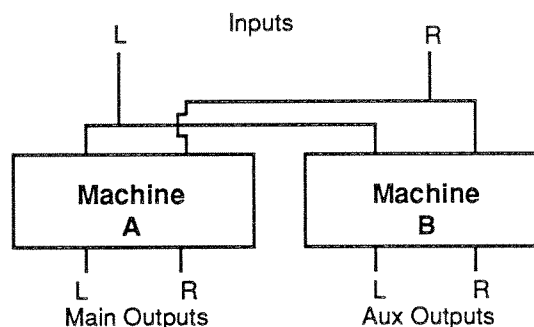 Inputs
L R
Machine
A
Machine
B
L R
Main Outputs
L R
Aux Outputs